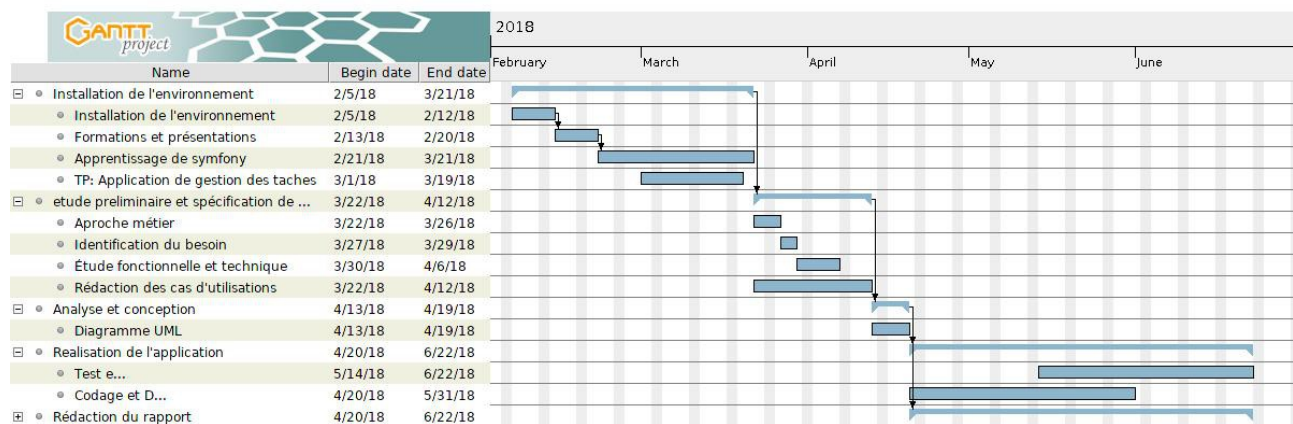 GANTT
project
2018
February March April May June
Name Begin date End date
Installation de l'environnement 2/5/18 3/21/18
Installation de l'environnement 2/5/18 2/12/18
Formations et présentations 2/13/18 2/20/18
Apprentissage de symfony 2/21/18 3/21/18
TP: Application de gestion des taches 3/1/18 3/19/18
etude preliminaire et spécification de ... 3/22/18 4/12/18
Aproche métier 3/22/18 3/26/18
Identification du besoin 3/27/18 3/29/18
Étude fonctionnelle et technique 3/30/18 4/6/18
Rédaction des cas d'utilisations 3/22/18 4/12/18
Analyse et conception 4/13/18 4/19/18
Diagramme UML 4/13/18 4/19/18
Realisation de l'application 4/20/18 6/22/18
Test e... 5/14/18 6/22/18
Codage et D... 4/20/18 5/31/18
Rédaction du rapport 4/20/18 6/22/18